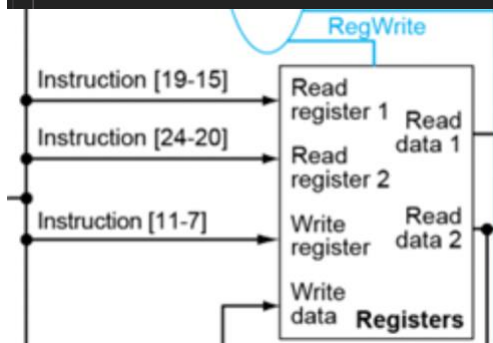 RegWrite
Instruction [19-15]
Read
register 1
Read
data 1
Instruction [24-20]
Read
register 2
Instruction [11-7]
Write
register
Read
data 2
Write
data
Registers